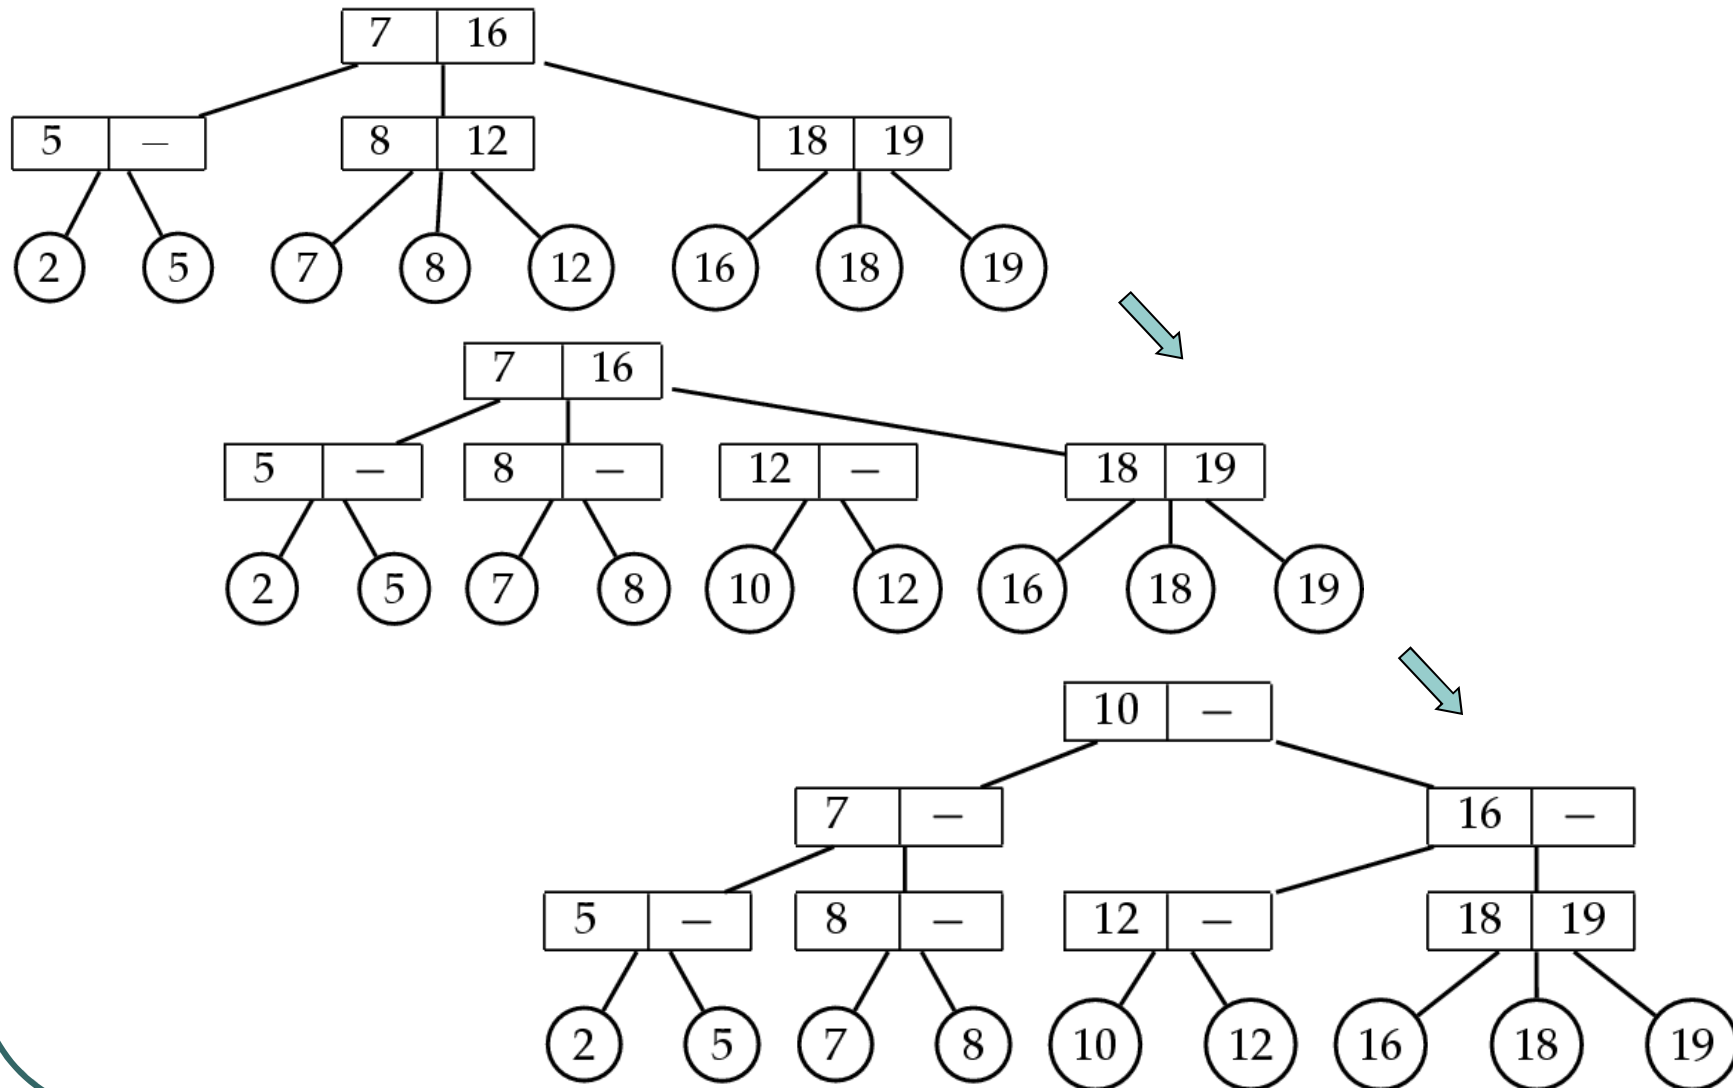 7 16
5 – 8 12 18 19
2 5 7 8 12 16 18 19
7 16
5 – 8 – 12 – 18 19
2 5 7 8 10 12 16 18 19
10 –
7 – 16 –
5 – 8 – 12 – 18 19
2 5 7 8 10 12 16 18 19